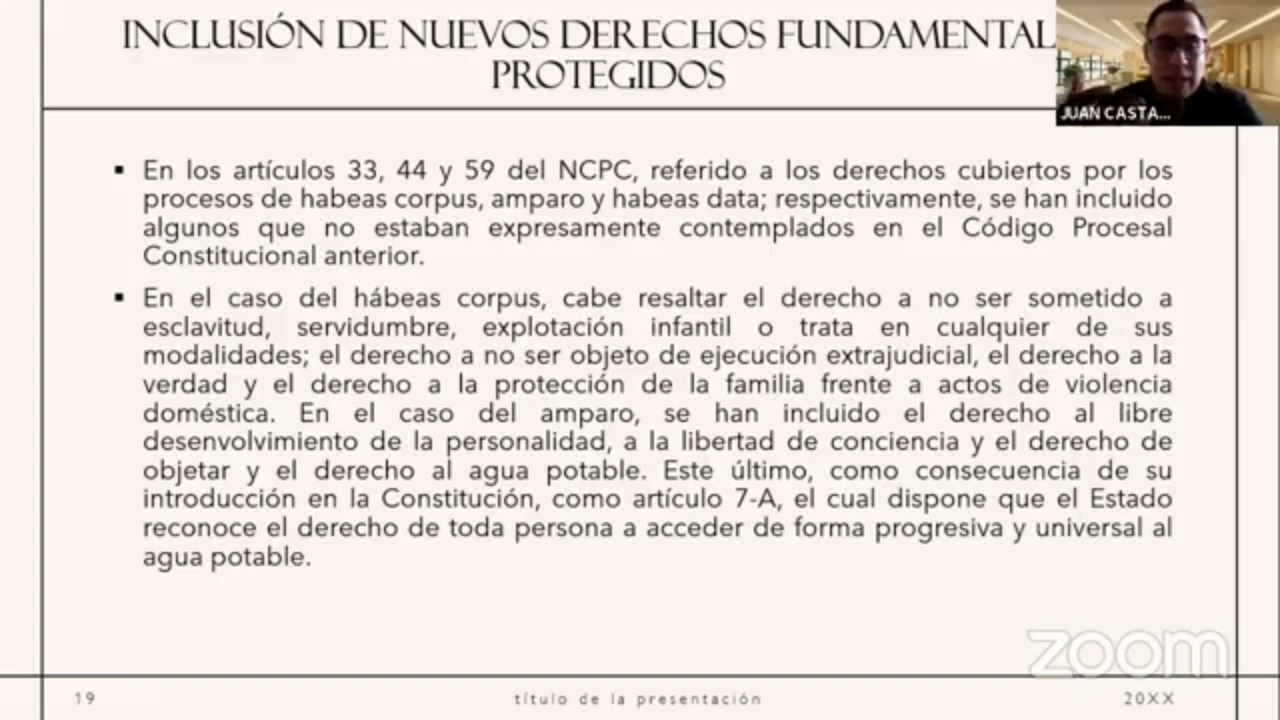 INCLUSIÓN DE NUEVOS DERECHOS FUNDAMENTAL
PROTEGIDOS
JUAN CASTA...
▪ En los artículos 33, 44 y 59 del NCPC, referido a los derechos cubiertos por los
procesos de habeas corpus, amparo y habeas data; respectivamente, se han incluido
algunos que no estaban expresamente contemplados en el Código Procesal
Constitucional anterior.
▪ En el caso del hábeas corpus, cabe resaltar el derecho a no ser sometido a
esclavitud, servidumbre, explotación infantil o trata en cualquier de sus
modalidades; el derecho a no ser objeto de ejecución extrajudicial, el derecho a la
verdad y el derecho a la protección de la familia frente a actos de violencia
doméstica. En el caso del amparo, se han incluido el derecho al libre
desenvolvimiento de la personalidad, a la libertad de conciencia y el derecho de
objetar y el derecho al agua potable. Este último, como consecuencia de su
introducción en la Constitución, como artículo 7-A, el cual dispone que el Estado
reconoce el derecho de toda persona a acceder de forma progresiva y universal al
agua potable.
zoom
19
título de la presentación
20XX